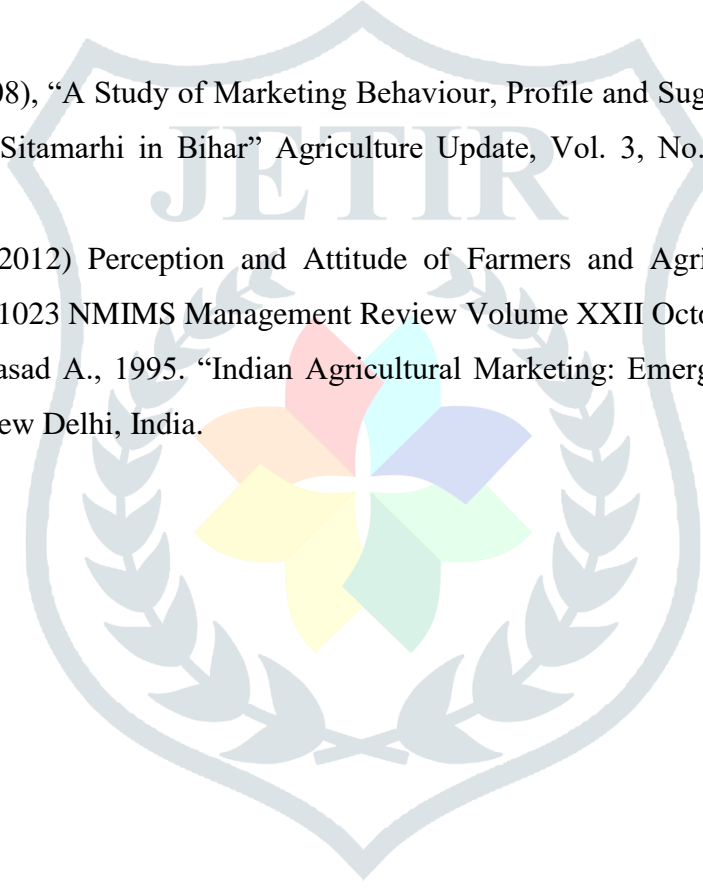 08), “A Study of Marketing Behaviour, Profile and Sug
Sitamarhi in Bihar” Agriculture Update, Vol. 3, No.
JETIR
2012) Perception and Attitude of Farmers and Agri
1023 NMIMS Management Review Volume XXII Octo
asad A., 1995. “Indian Agricultural Marketing: Emerg
ew Delhi, India.